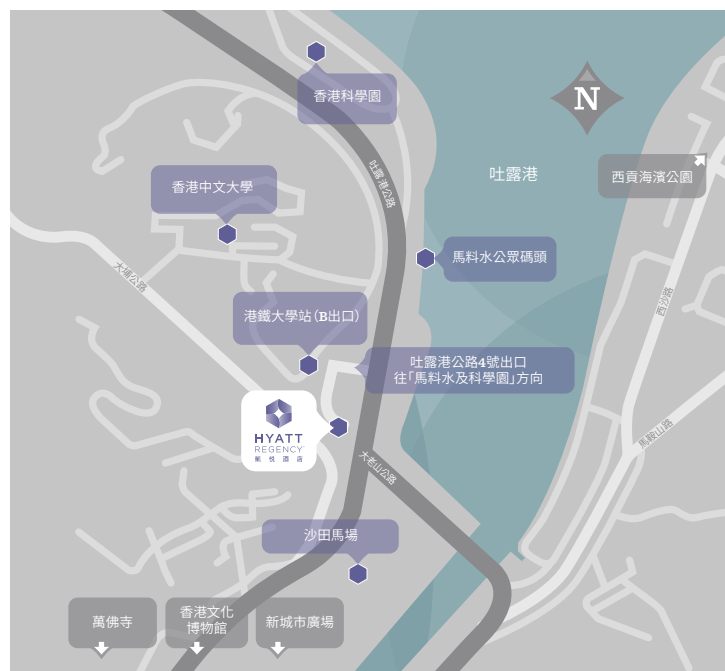 香港科學園
N
吐露港公路
吐露港
西貢海濱公園
香港中文大學
馬料水公眾碼頭
大埔公路
西沙路
港鐵大學站（B出口）
吐露港公路4號出口
往「馬料水及科學園」方向
HYATT
REGENCY
凱悅酒店
馬鞍山路
大老山公路
沙田馬場
萬佛寺
香港文化
博物館
新城市廣場